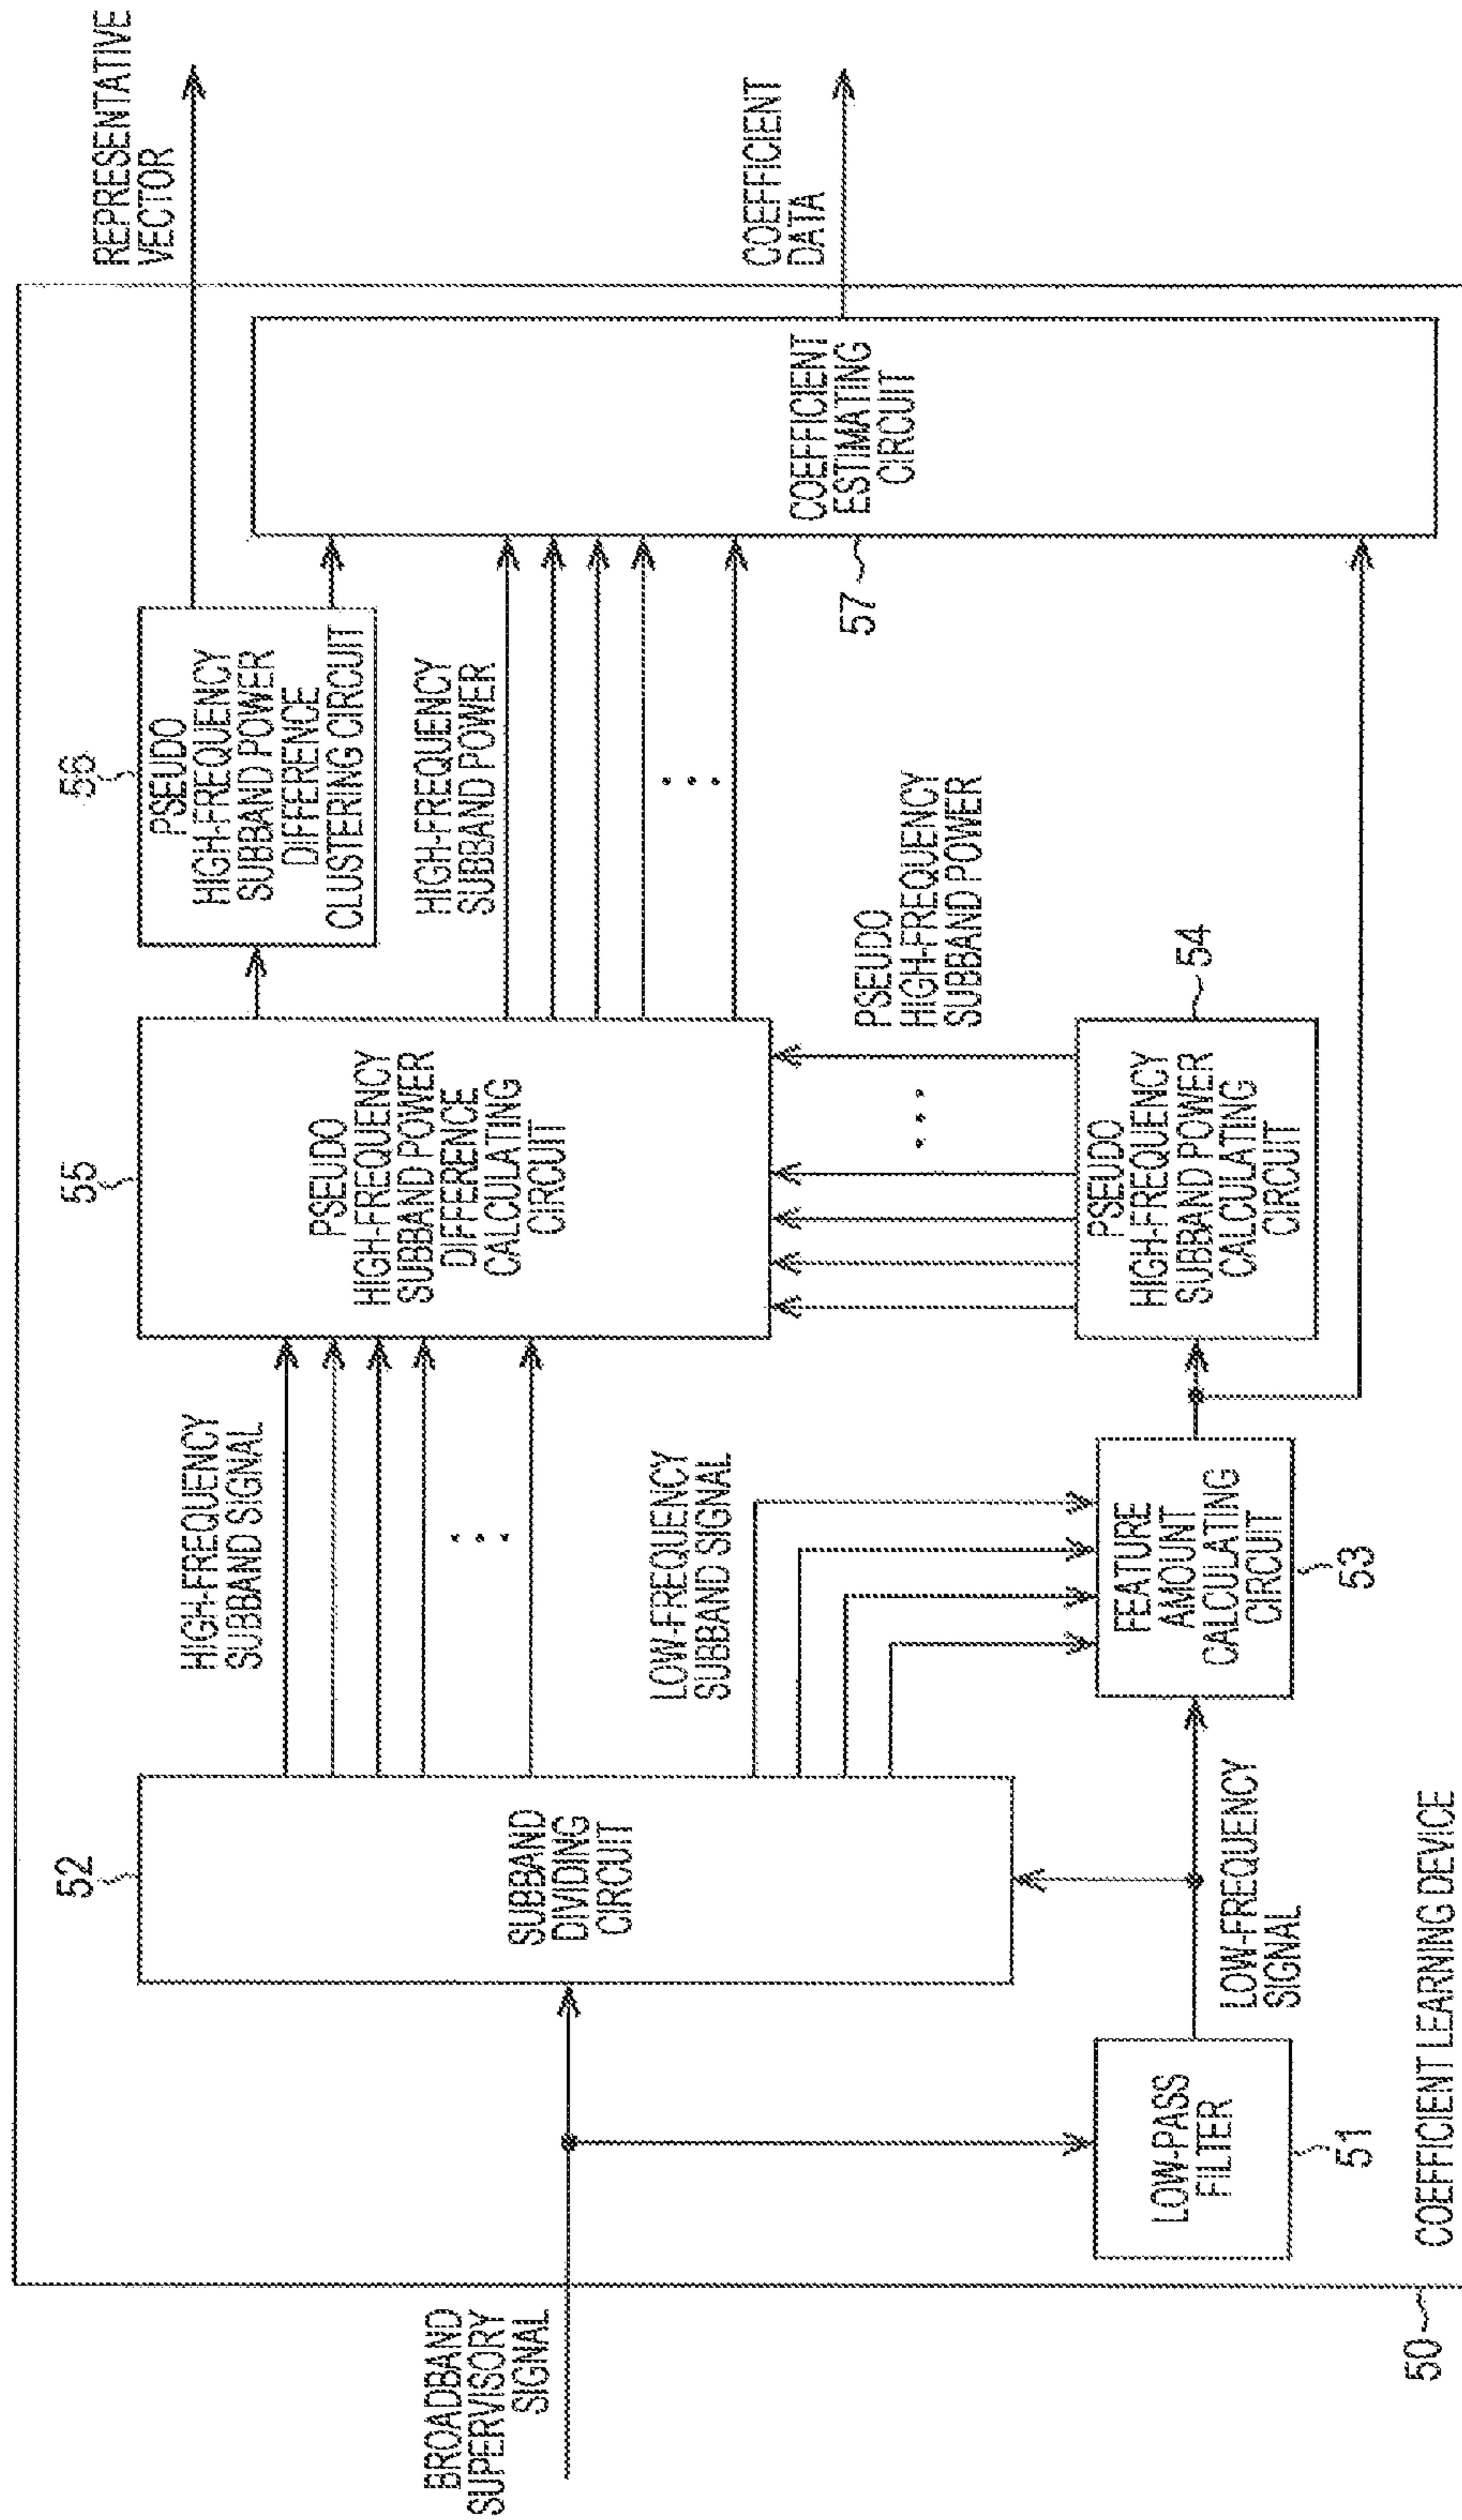 BROADBAND
SUPERVISORY
SIGNAL
50
COEFFICIENT LEARNING DEVICE
LOW-PASS
FILTER
51
52
SUBBAND
DIVIDING
CIRCUIT
LOW-FREQUENCY
SIGNAL
HIGH-FREQUENCY
SUBBAND SIGNAL
LOW-FREQUENCY
SUBBAND SIGNAL
FEATURE
AMOUNT
CALCULATING
CIRCUIT
53
55
PSEUDO
HIGH-FREQUENCY
SUBBAND POWER
DIFFERENCE
CALCULATING
CIRCUIT
PSEUDO
HIGH-FREQUENCY
SUBBAND POWER
54
PSEUDO
HIGH-FREQUENCY
SUBBAND POWER
CALCULATING
CIRCUIT
56
PSEUDO
HIGH-FREQUENCY
SUBBAND POWER
DIFFERENCE
CLUSTERING CIRCUIT
HIGH-FREQUENCY
SUBBAND POWER
57
COEFFICIENT
ESTIMATING
CIRCUIT
REPRESENTATIVE
VECTOR
COEFFICIENT
DATA